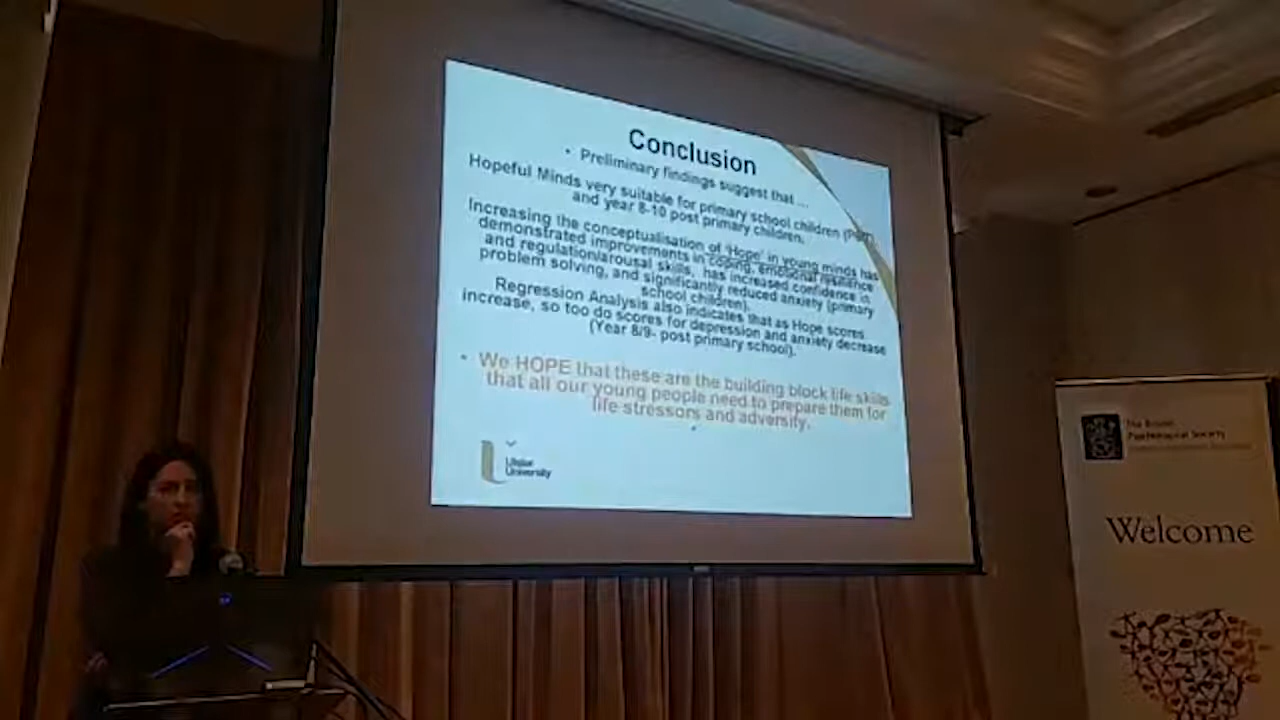 Conclusion
• Preliminary findings suggest that ...
Hopeful Minds very suitable for primary school children
and year 8-10 post primary children.
Increasing the conceptualisation of 'Hope' in young minds has
demonstrated improvements in coping, emotional resilience
and regulation/arousal skills, has increased confidence in
problem solving, and significantly reduced anxiety (primary
school children).
Regression Analysis also indicates that as Hope scores
increase, so too do scores for depression and anxiety decrease
(Year 8/9- post primary school).
• We HOPE that these are the building block life skills
that all our young people need to prepare them for
life stressors and adversity.
Ulster
University
The British
Psychological Society
Welcome